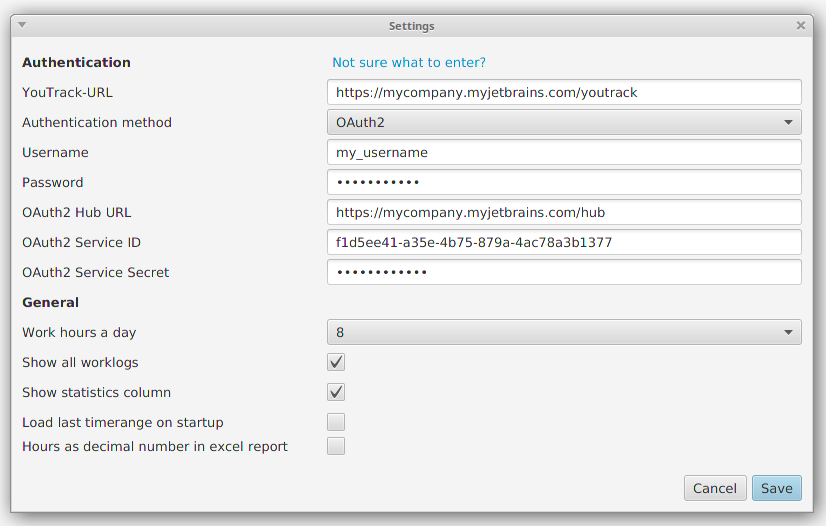 Settings
Authentication Not sure what to enter?
YouTrack-URL https://mycompany.myjetbrains.com/youtrack
Authentication method OAuth2
Username my_username
Password •••••••••••
OAuth2 Hub URL https://mycompany.myjetbrains.com/hub
OAuth2 Service ID f1d5ee41-a35e-4b75-879a-4ac78a3b1377
OAuth2 Service Secret ••••••••••••
General
Work hours a day 8
Show all worklogs
Show statistics column
Load last timerange on startup
Hours as decimal number in excel report
Cancel Save